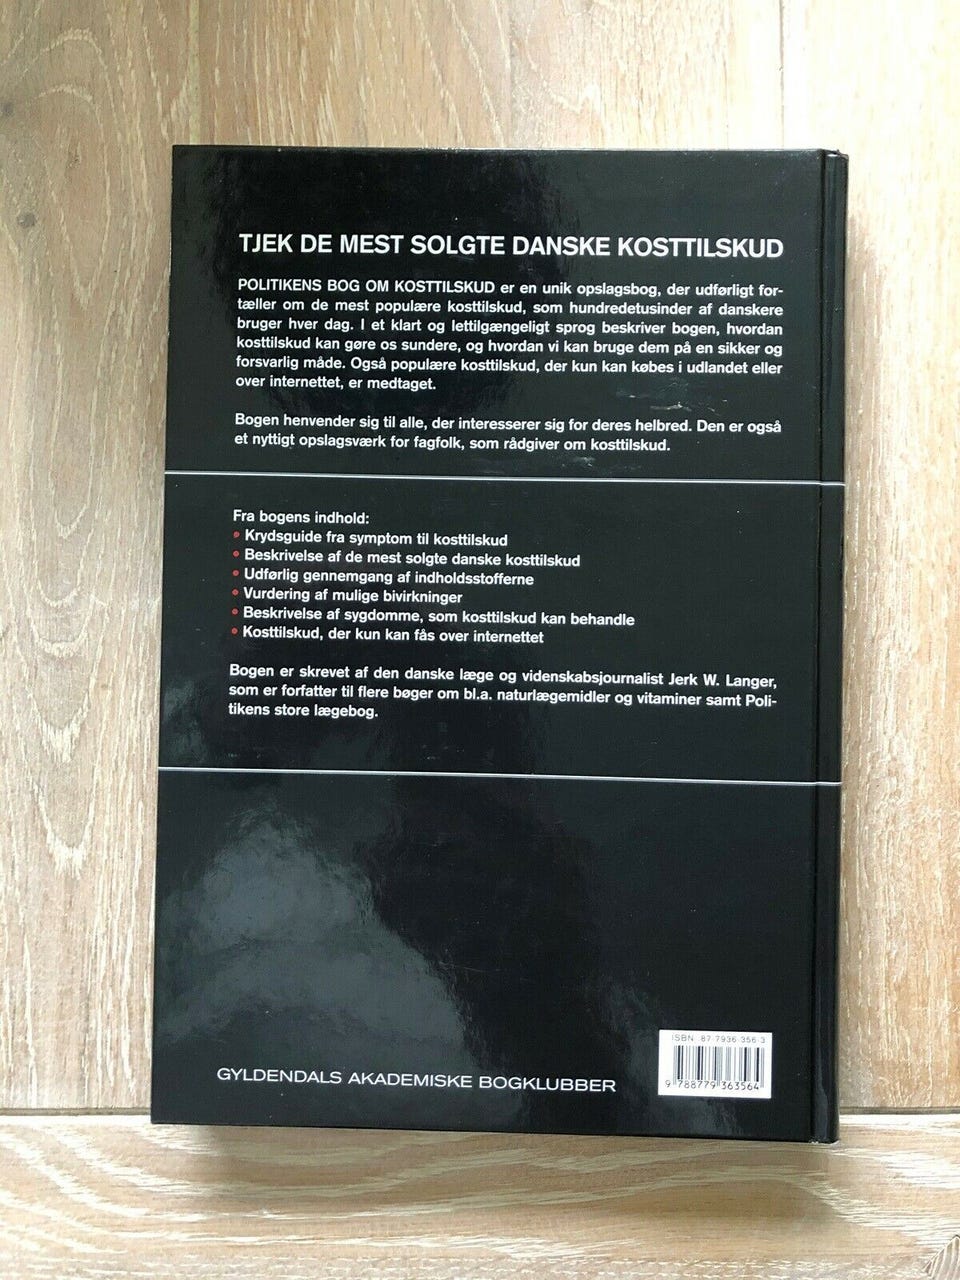 TJEK DE MEST SOLGTE DANSKE KOSTTILSKUD
POLITIKENS BOG OM KOSTTILSKUD er en unik opslagsbog, der udførligt for-
tæller om de mest populære kosttilskud, som hundredetusinder af danskere
bruger hver dag. I et klart og lettilgængeligt sprog beskriver bogen, hvordan
kosttilskud kan gøre os sundere, og hvordan vi kan bruge dem på en sikker og
forsvarlig måde. Også populære kosttilskud, der kun kan købes i udlandet eller
over internettet, er medtaget.
Bogen henvender sig til alle, der interesserer sig for deres helbred. Den er også
et nyttigt opslagsværk for fagfolk, som rådgiver om kosttilskud.
Fra bogens indhold:
• Krydsguide fra symptom til kosttilskud
• Beskrivelse af de mest solgte danske kosttilskud
• Udførlig gennemgang af indholdsstofferne
• Vurdering af mulige bivirkninger
• Beskrivelse af sygdomme, som kosttilskud kan behandle
• Kosttilskud, der kun kan fås over internettet
Bogen er skrevet af den danske læge og videnskabsjournalist Jerk W. Langer,
som er forfatter til flere bøger om bl.a. naturlægemidler og vitaminer samt Poli-
tikens store lægebog.
ISBN 87-7936-356-3
9 788779 363564
GYLDENDALS AKADEMISKE BOGKLUBBER